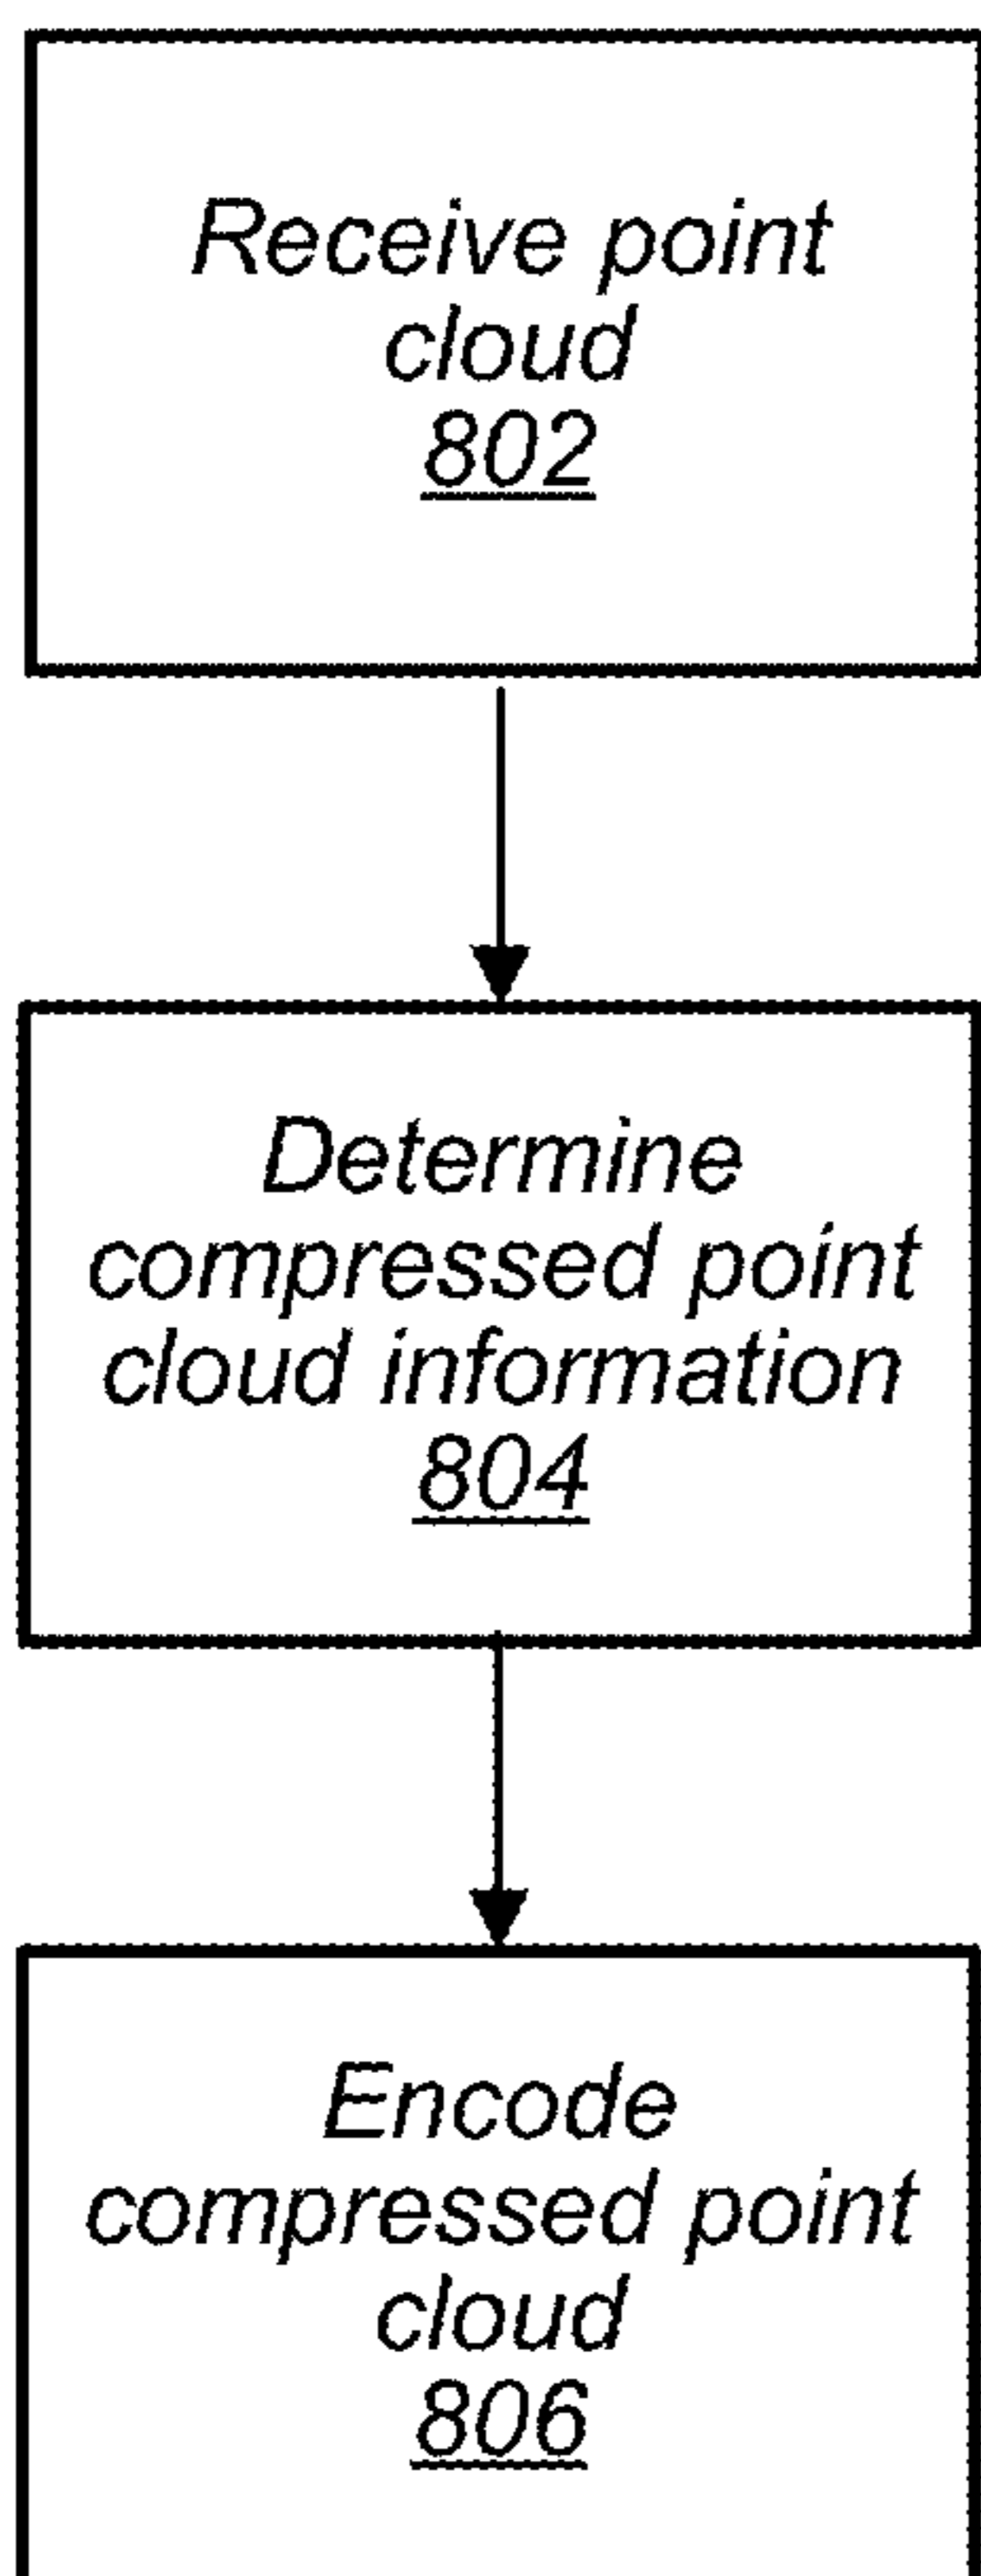 Receive point
cloud
802
Determine
compressed point
cloud information
804
Encode
compressed point
cloud
806